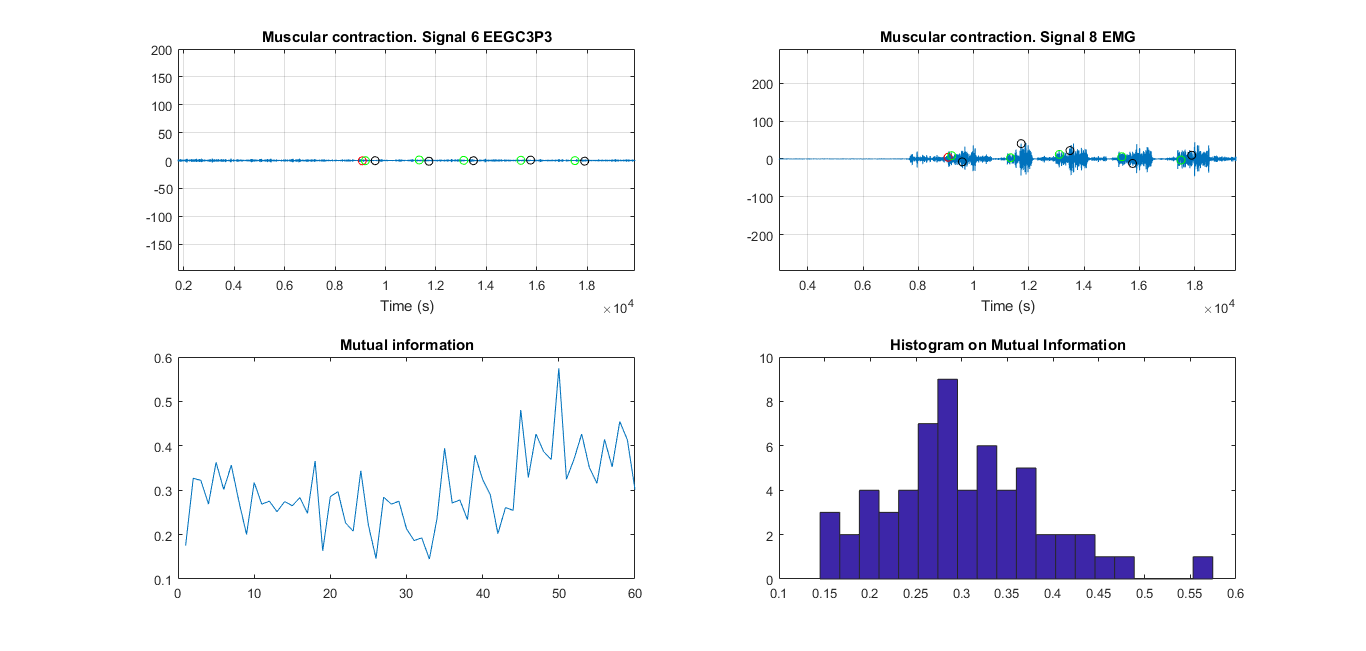 Muscular contraction. Signal 6 EEGC3P3
200
150
100
50
0
-50
-100
-150
0.2 0.4 0.6 0.8 1 1.2 1.4 1.6 1.8
Time (s)
×10^4
Muscular contraction. Signal 8 EMG
200
100
0
-100
-200
0.4 0.6 0.8 1 1.2 1.4 1.6 1.8
Time (s)
×10^4
Mutual information
0.6
0.5
0.4
0.3
0.2
0.1
0 10 20 30 40 50 60
Histogram on Mutual Information
10
8
6
4
2
0
0.1 0.15 0.2 0.25 0.3 0.35 0.4 0.45 0.5 0.55 0.6